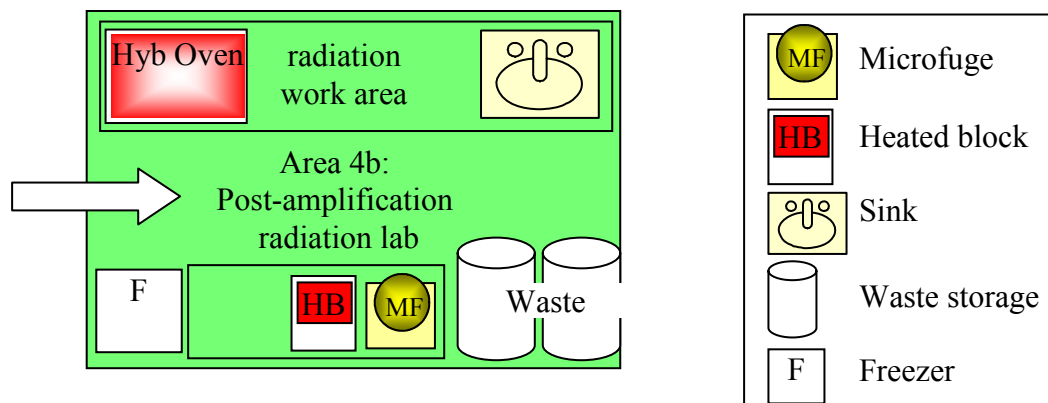 Hyb Oven
radiation
work area
Area 4b:
Post-amplification
radiation lab
F
HB
MF
Waste
MF
Microfuge
HB
Heated block
Sink
Waste storage
F
Freezer